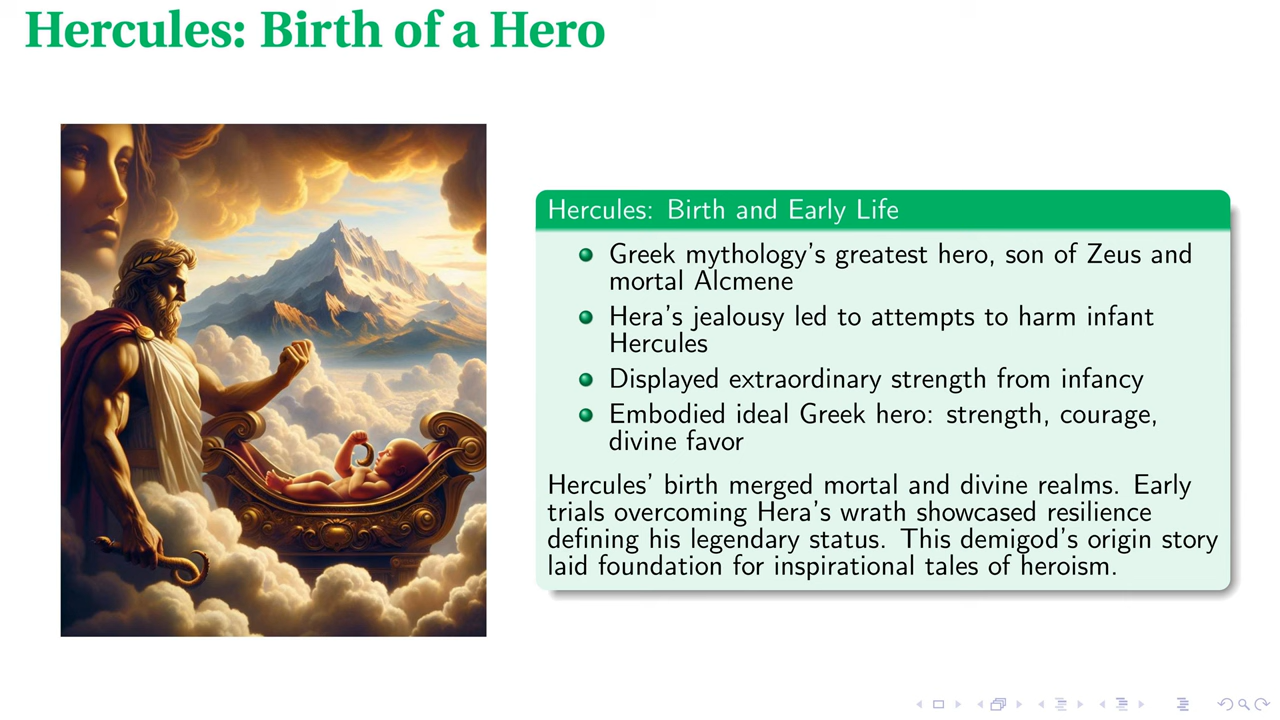 Hercules: Birth of a Hero
Hercules: Birth and Early Life
Greek mythology's greatest hero, son of Zeus and
mortal Alcmene
Hera's jealousy led to attempts to harm infant
Hercules
Displayed extraordinary strength from infancy
Embodied ideal Greek hero: strength, courage,
divine favor
Hercules' birth merged mortal and divine realms. Early
trials overcoming Hera's wrath showcased resilience
defining his legendary status. This demigod's origin story
laid foundation for inspirational tales of heroism.